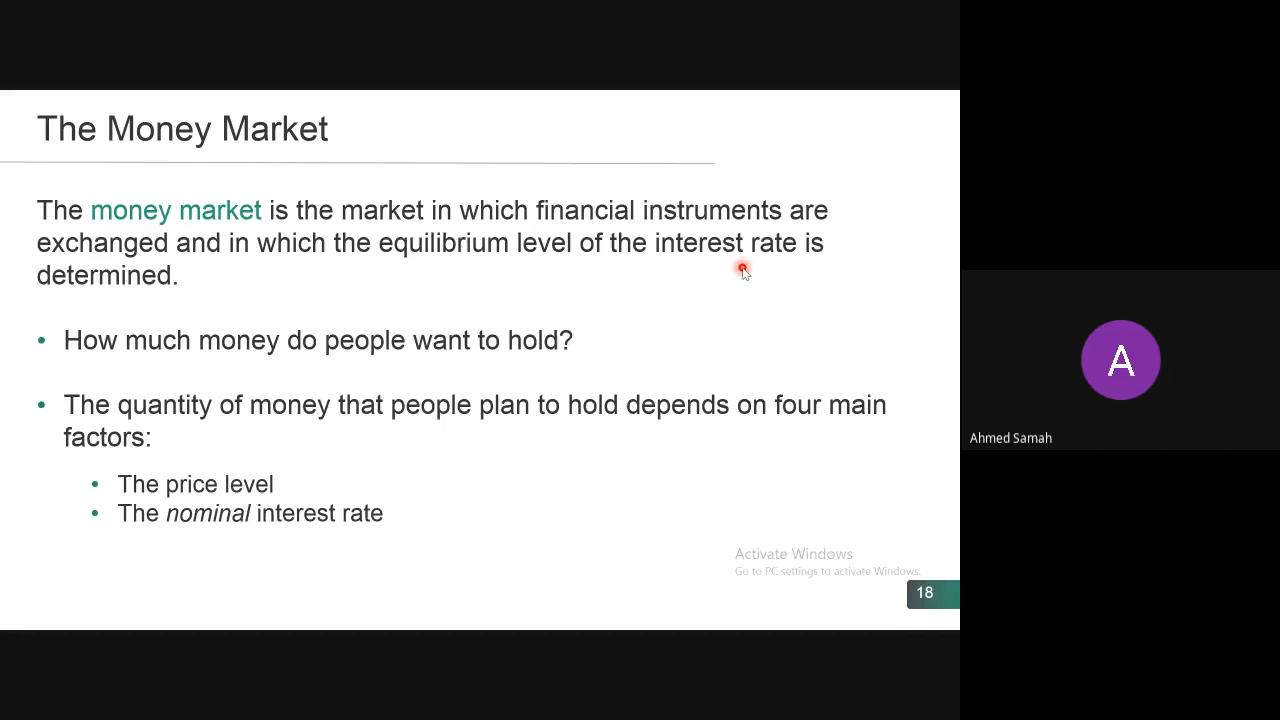 The Money Market
The money market is the market in which financial instruments are
exchanged and in which the equilibrium level of the interest rate is
determined.
• How much money do people want to hold?
• The quantity of money that people plan to hold depends on four main
factors:
• The price level
• The nominal interest rate
Activate Windows
Go to PC settings to activate Windows.
18
A
Ahmed Samah